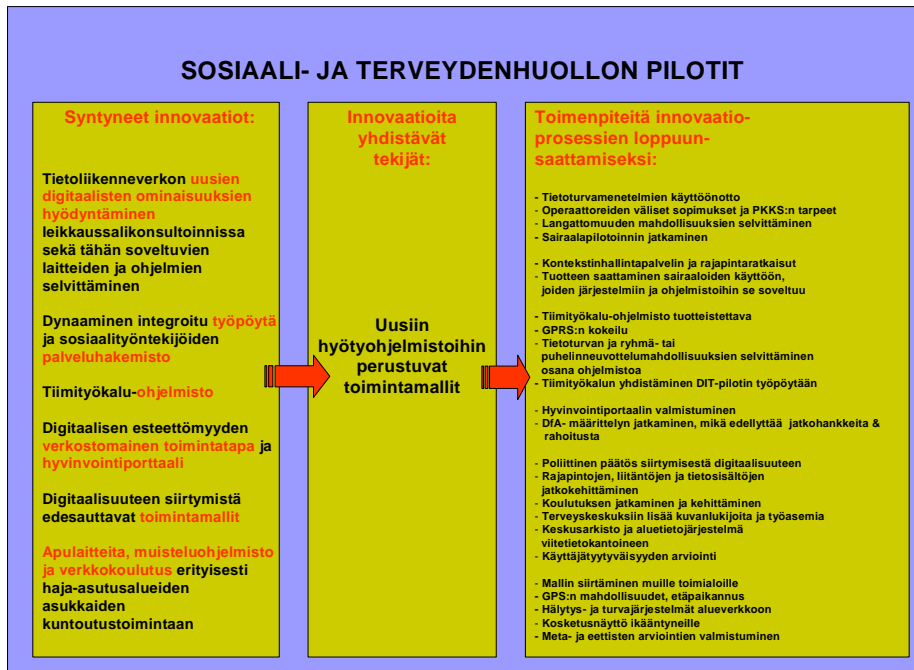 SOSIAALI- JA TERVEYDENHUOLLON PILOTIT
Syntyneet innovaatiot:
Tietoliikenneverkon uusien
digitaalisten ominaisuuksien
hyödyntäminen
leikkaussalikonsultoinnissa
sekä tähän soveltuvien
laitteiden ja ohjelmien
selvittäminen
Dynaaminen integroitu työpöytä
ja sosiaalityöntekijöiden
palveluhakemisto
Tiimityökalu-ohjelmisto
Digitaalisen esteettömyyden
verkostomainen toimintatapa ja
hyvinvointiporttaali
Digitaalisuuteen siirtymistä
edesauttavat toimintamallit
Apulaitteita, muisteluohjelmisto
ja verkkokoulutus erityisesti
haja-asutusalueiden
asukkaiden
kuntoutustoimintaan
Innovaatioita
yhdistävät
tekijät:
Uusiin
hyötyohjelmistoihin
perustuvat
toimintamallit
Toimenpiteitä innovaatio-
prosessien loppuun-
saattamiseksi:
- Tietoturvamenetelmien käyttöönotto
- Operaattoreiden väliset sopimukset ja PKKS:n tarpeet
- Langattomuuden mahdollisuuksien selvittäminen
- Sairaalapilotoinnin jatkaminen
- Kontekstinhallintapalvelin ja rajapintaratkaisut
- Tuotteen saattaminen sairaaloiden käyttöön,
joiden järjestelmiin ja ohjelmistoihin se soveltuu
- Tiimityökalu-ohjelmisto tuotteistettava
- GPRS:n kokeilu
- Tietoturvan ja ryhmä- tai
puhelinneuvottelumahdollisuuksien selvittäminen
osana ohjelmistoa
- Tiimityökalun yhdistäminen DIT-pilotin työpöytään
- Hyvinvointiportaalin valmistuminen
- DfA- määrittelyn jatkaminen, mikä edellyttää jatkohankkeita &
rahoitusta
- Poliittinen päätös siirtymisestä digitaalisuuteen
- Rajapintojen, liitäntöjen ja tietosisältöjen
jatkokehittäminen
- Koulutuksen jatkaminen ja kehittäminen
- Terveyskeskuksiin lisää kuvanlukijoita ja työasemia
- Keskusarkisto ja aluetietojärjestelmä
viitetietokantoineen
- Käyttäjätyytyväisyyden arviointi
- Mallin siirtäminen muille toimialoille
- GPS:n mahdollisuudet, etäpaikannus
- Hälytys- ja turvajärjestelmät alueverkkoon
- Kosketusnäyttö ikääntyneille
- Meta- ja eettisten arviointien valmistuminen